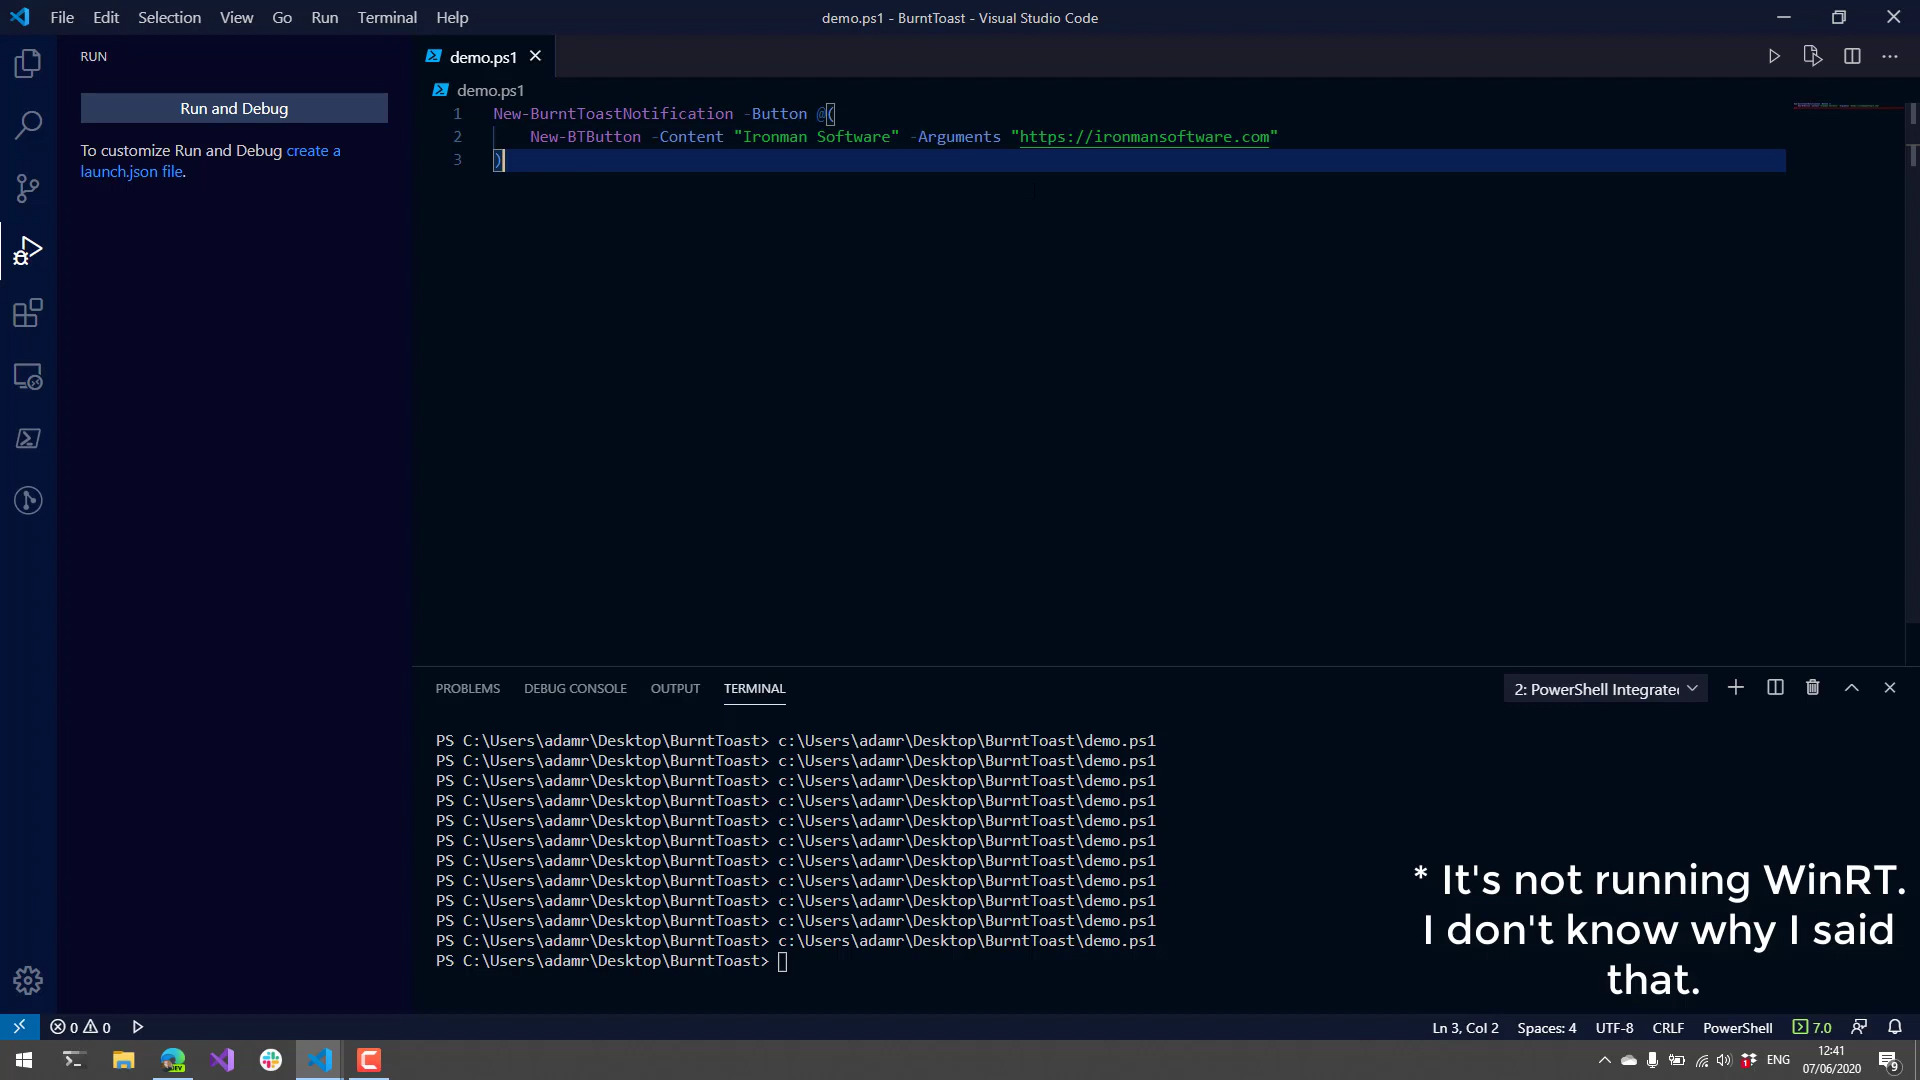 File Edit Selection View Go Run Terminal Help
demo.ps1 - BurntToast - Visual Studio Code
RUN
Run and Debug
To customize Run and Debug create a
launch.json file.
demo.ps1
demo.ps1
1 New-BurntToastNotification -Button @(
2 New-BTButton -Content "Ironman Software" -Arguments "https://ironmansoftware.com"
3 )
PROBLEMS DEBUG CONSOLE OUTPUT TERMINAL
2: PowerShell Integrate
PS C:\Users\adamr\Desktop\BurntToast> c:\Users\adamr\Desktop\BurntToast\demo.ps1
PS C:\Users\adamr\Desktop\BurntToast> c:\Users\adamr\Desktop\BurntToast\demo.ps1
PS C:\Users\adamr\Desktop\BurntToast> c:\Users\adamr\Desktop\BurntToast\demo.ps1
PS C:\Users\adamr\Desktop\BurntToast> c:\Users\adamr\Desktop\BurntToast\demo.ps1
PS C:\Users\adamr\Desktop\BurntToast> c:\Users\adamr\Desktop\BurntToast\demo.ps1
PS C:\Users\adamr\Desktop\BurntToast> c:\Users\adamr\Desktop\BurntToast\demo.ps1
PS C:\Users\adamr\Desktop\BurntToast> c:\Users\adamr\Desktop\BurntToast\demo.ps1
PS C:\Users\adamr\Desktop\BurntToast> c:\Users\adamr\Desktop\BurntToast\demo.ps1
PS C:\Users\adamr\Desktop\BurntToast> c:\Users\adamr\Desktop\BurntToast\demo.ps1
PS C:\Users\adamr\Desktop\BurntToast> c:\Users\adamr\Desktop\BurntToast\demo.ps1
PS C:\Users\adamr\Desktop\BurntToast> c:\Users\adamr\Desktop\BurntToast\demo.ps1
PS C:\Users\adamr\Desktop\BurntToast>
* It's not running WinRT.
I don't know why I said
that.
0 0
Ln 3, Col 2 Spaces: 4 UTF-8 CRLF PowerShell 7.0
DEV
ENG
12:41
07/06/2020
9